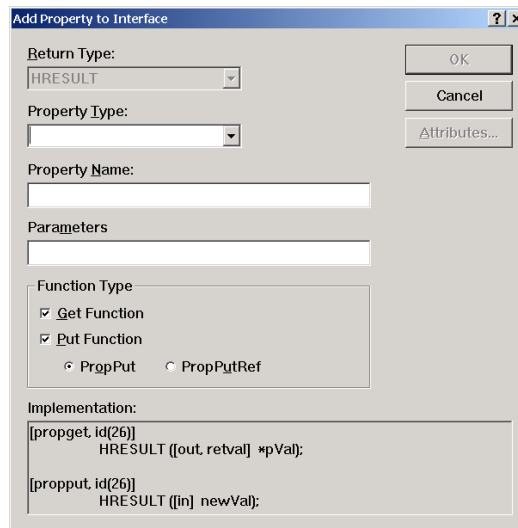 Add Property to Interface
Return Type:
HRESULT
OK
Cancel
Property Type:
Attributes...
Property Name:
Parameters
Function Type
Get Function
Put Function
PropPut PropPutRef
Implementation:
[propget, id(26)]
HRESULT ([out, retval] *pVal);
[propput, id(26)]
HRESULT ([in] newVal);